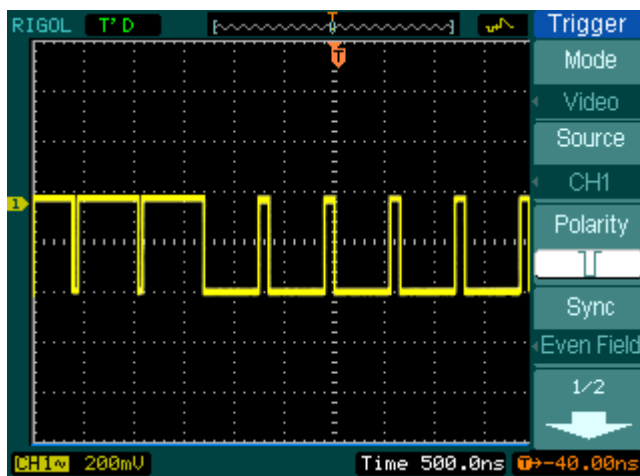 RIGOL T'D
T
T
1
Trigger
Mode
Video
Source
CH1
Polarity
Sync
Even Field
1/2
CH1~ 200mV Time 500.0ns T→-40.00ns